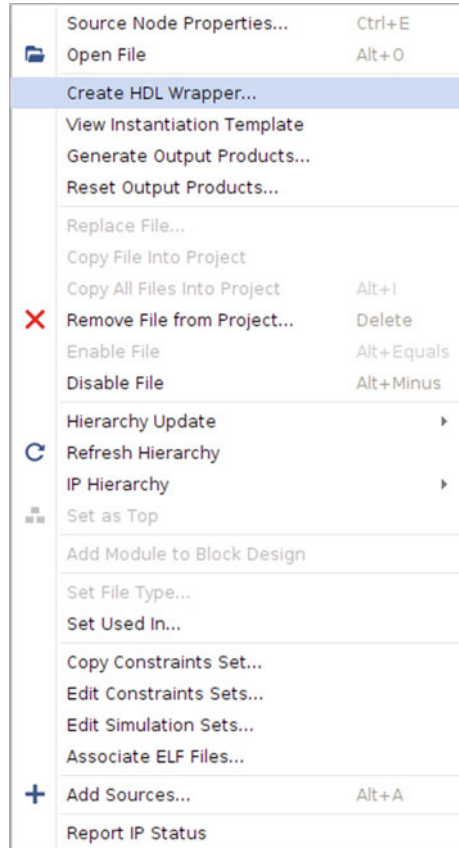 Source Node Properties... Ctrl+E
Open File Alt+O
Create HDL Wrapper...
View Instantiation Template
Generate Output Products...
Reset Output Products...
Replace File...
Copy File Into Project
Copy All Files Into Project Alt+I
Remove File from Project... Delete
Enable File Alt+Equals
Disable File Alt+Minus
Hierarchy Update
Refresh Hierarchy
IP Hierarchy
Set as Top
Add Module to Block Design
Set File Type...
Set Used In...
Copy Constraints Set...
Edit Constraints Sets...
Edit Simulation Sets...
Associate ELF Files...
Add Sources... Alt+A
Report IP Status